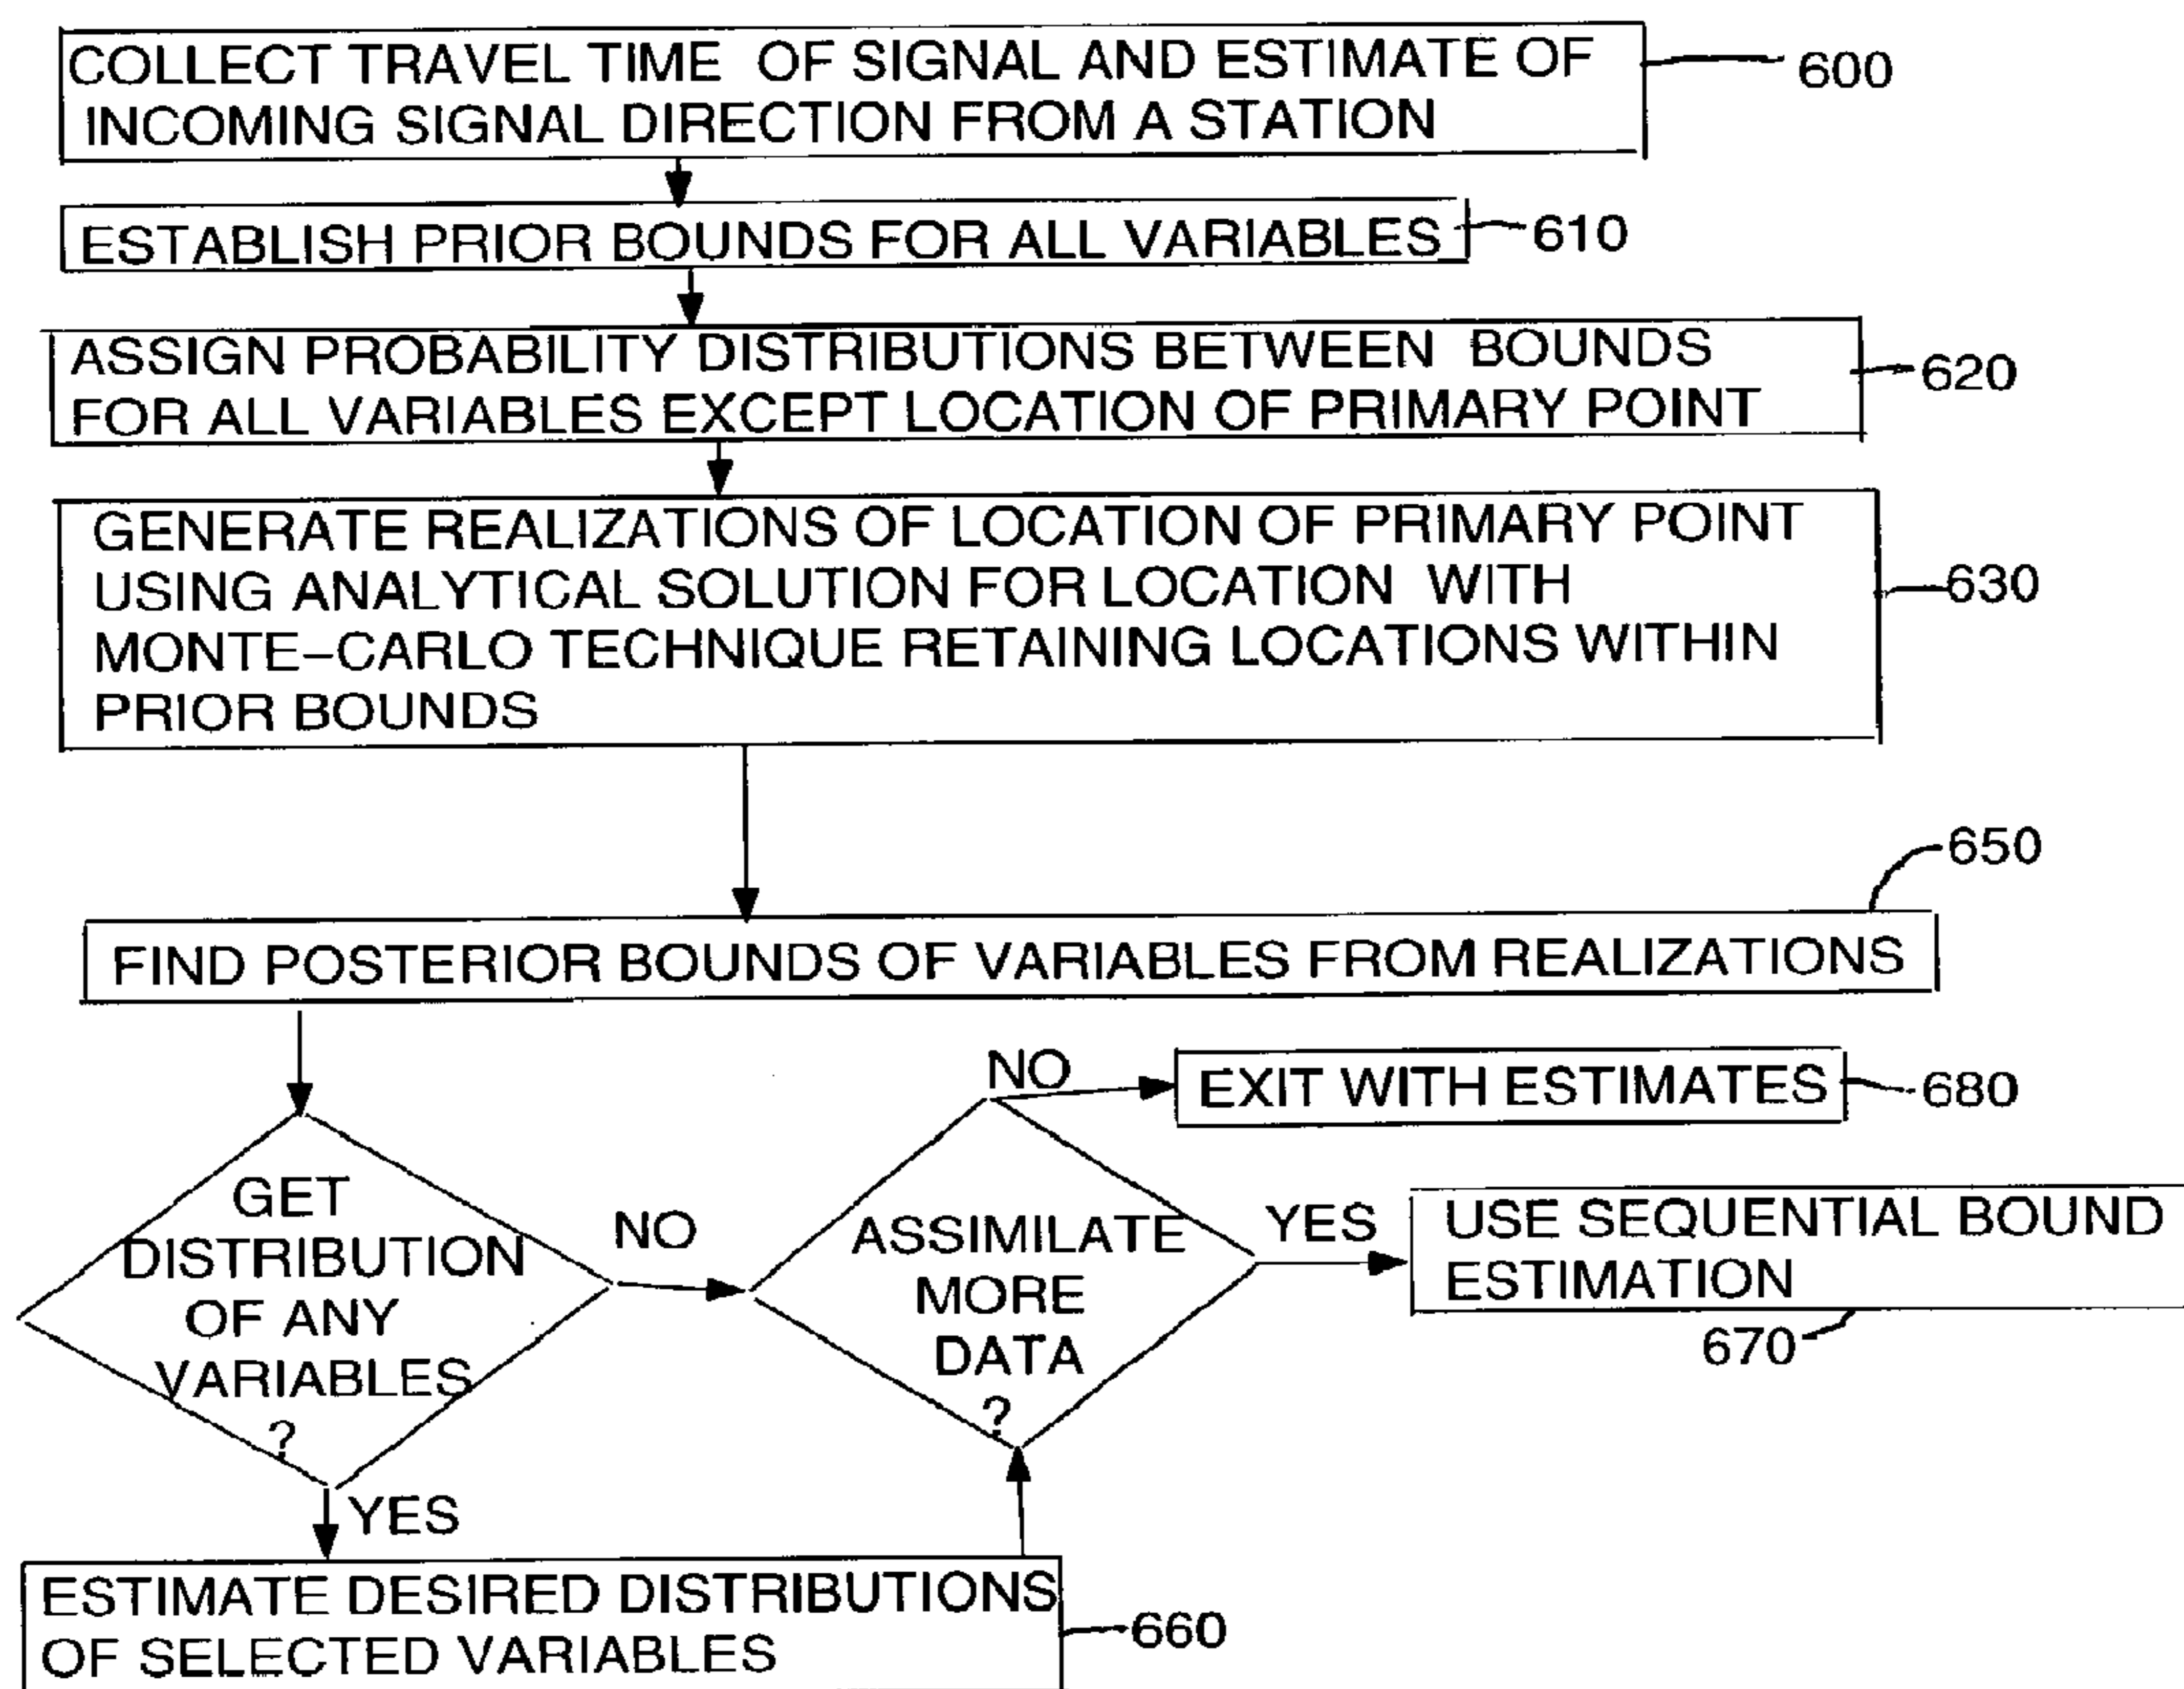 COLLECT TRAVEL TIME OF SIGNAL AND ESTIMATE OF
INCOMING SIGNAL DIRECTION FROM A STATION
600
ESTABLISH PRIOR BOUNDS FOR ALL VARIABLES
610
ASSIGN PROBABILITY DISTRIBUTIONS BETWEEN BOUNDS
FOR ALL VARIABLES EXCEPT LOCATION OF PRIMARY POINT
620
GENERATE REALIZATIONS OF LOCATION OF PRIMARY POINT
USING ANALYTICAL SOLUTION FOR LOCATION WITH
MONTE-CARLO TECHNIQUE RETAINING LOCATIONS WITHIN
PRIOR BOUNDS
630
650
FIND POSTERIOR BOUNDS OF VARIABLES FROM REALIZATIONS
GET
DISTRIBUTION
OF ANY
VARIABLES
?
NO
YES
ASSIMILATE
MORE
DATA
?
NO
EXIT WITH ESTIMATES
680
YES
USE SEQUENTIAL BOUND
ESTIMATION
670
ESTIMATE DESIRED DISTRIBUTIONS
OF SELECTED VARIABLES
660